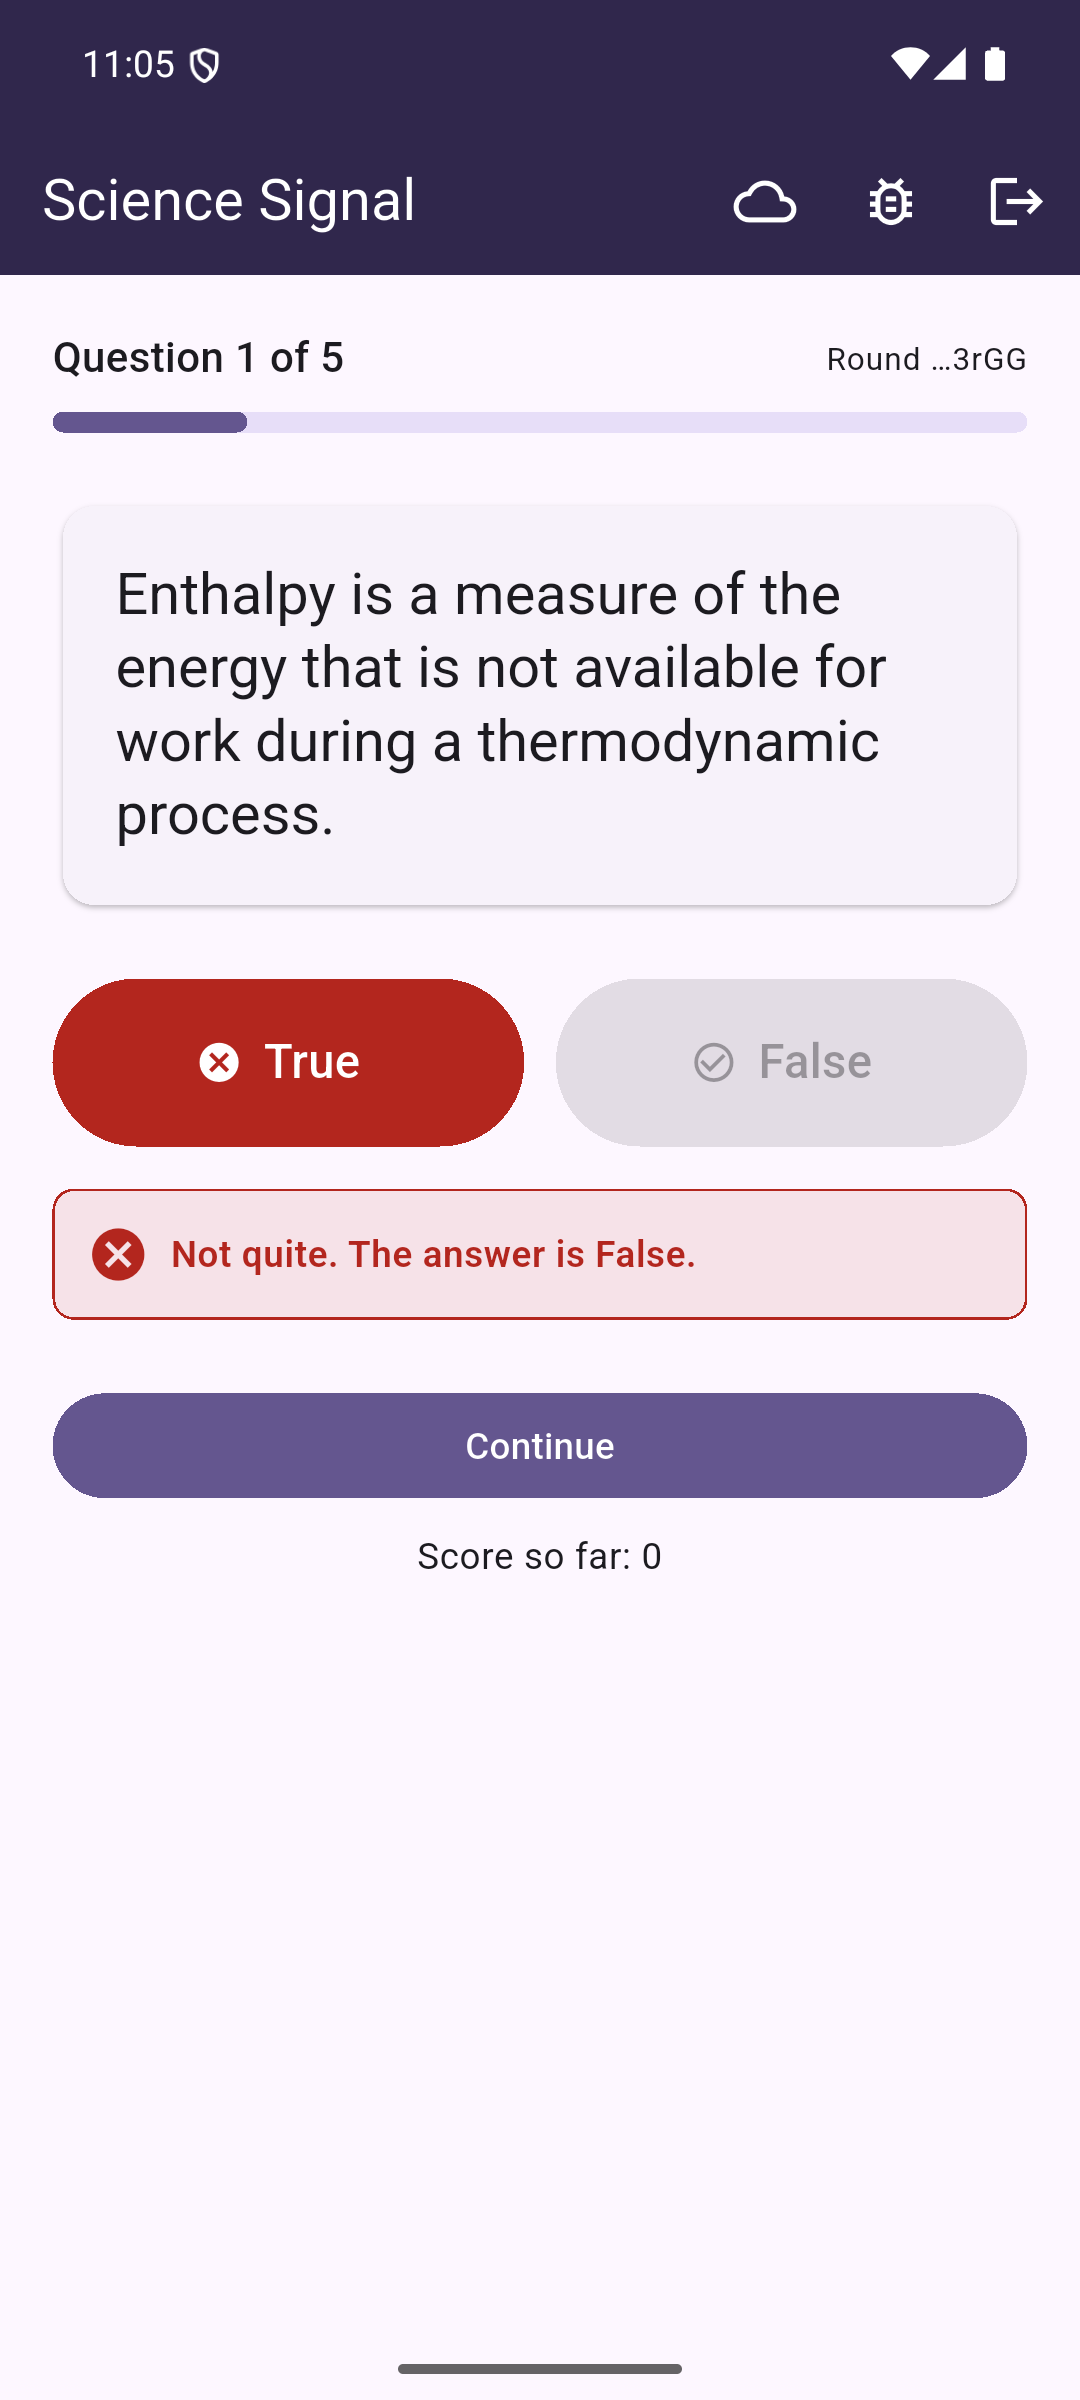 11:05
Science Signal
Question 1 of 5
Round ...3rGG
Enthalpy is a measure of the
energy that is not available for
work during a thermodynamic
process.
True
False
Not quite. The answer is False.
Continue
Score so far: 0